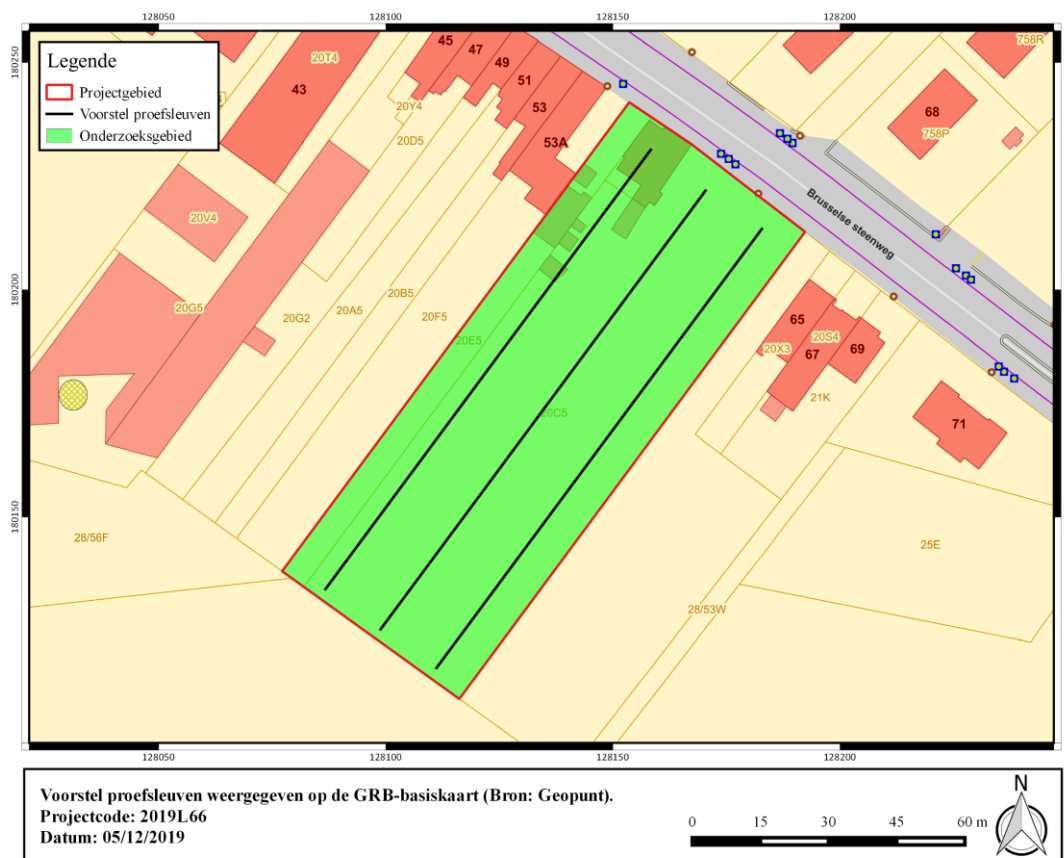 128050 128100 128150 128200
180250
180200
180150
Legende
Projectgebied
Voorstel proefsleuven
Onderzoeksgebied
45
47
49
51
53
53A
43
20T4
20Y4
20D5
20V4
20G5
20G2
20A5
20B5
20F5
20E5
20C5
758R
68
758P
Brusselse steenweg
65
20S4
20X3
67
69
21K
71
25E
28/56F
28/53W
128050 128100 128150 128200
Voorstel proefsleuven weergegeven op de GRB-basiskaart (Bron: Geopunt).
Projectcode: 2019L66
Datum: 05/12/2019
0 15 30 45 60 m
N